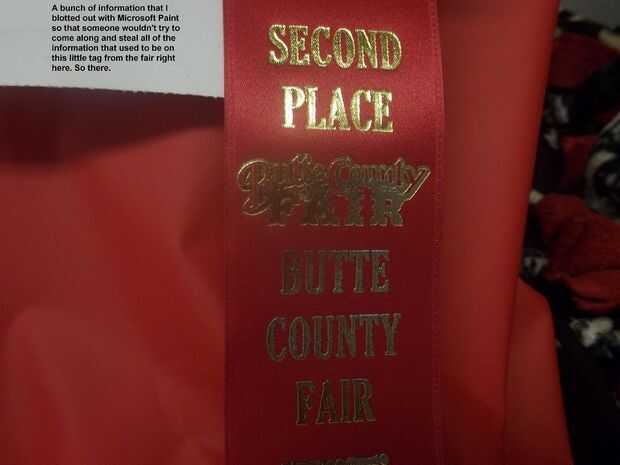 A bunch of information that I
blotted out with Microsoft Paint
so that someone wouldn't try to
come along and steal all of the
information that used to be on
this little tag from the fair right
here. So there.
SECOND
PLACE
Butte County
FAIR
BUTTE
COUNTY
FAIR